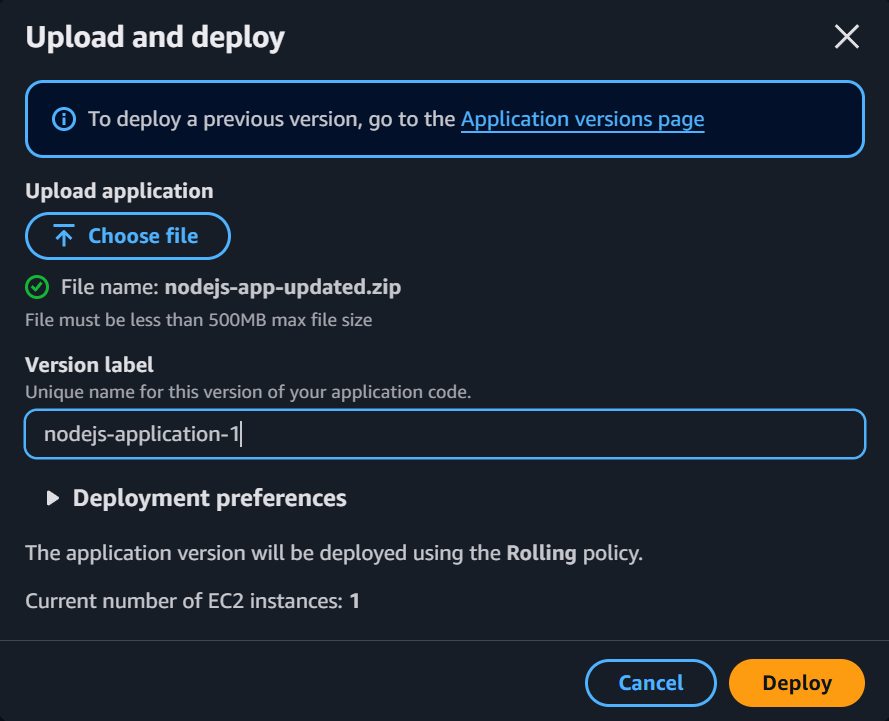 Upload and deploy
To deploy a previous version, go to the Application versions page
Upload application
Choose file
File name: nodejs-app-updated.zip
File must be less than 500MB max file size
Version label
Unique name for this version of your application code.
nodejs-application-1
Deployment preferences
The application version will be deployed using the Rolling policy.
Current number of EC2 instances: 1
Cancel
Deploy